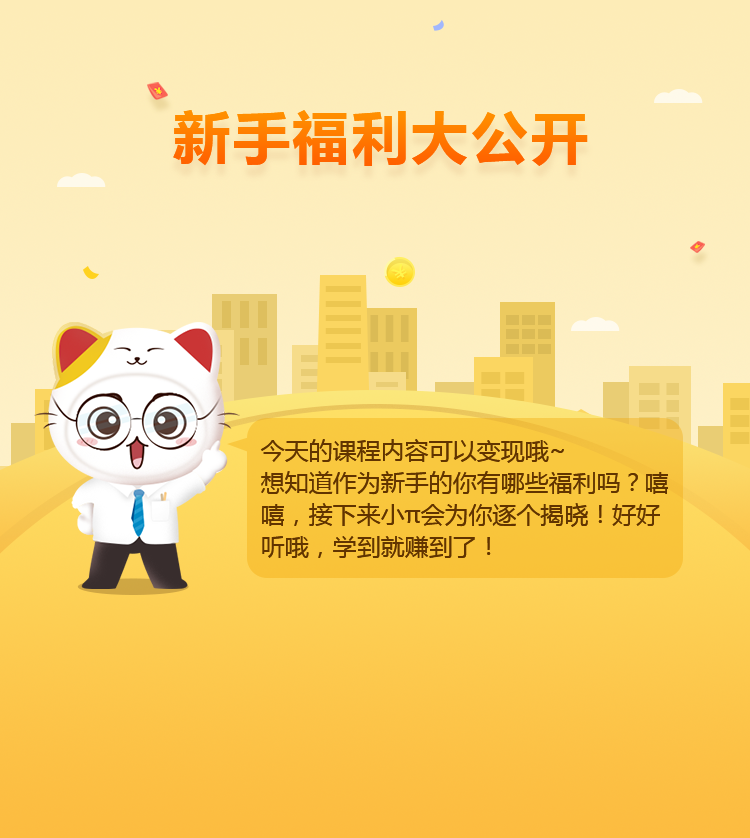 新手福利大公开
今天的课程内容可以变现哦~
想知道作为新手的你有哪些福利吗？嘻
嘻，接下来小π会为你逐个揭晓！好好
听哦，学到就赚到了！